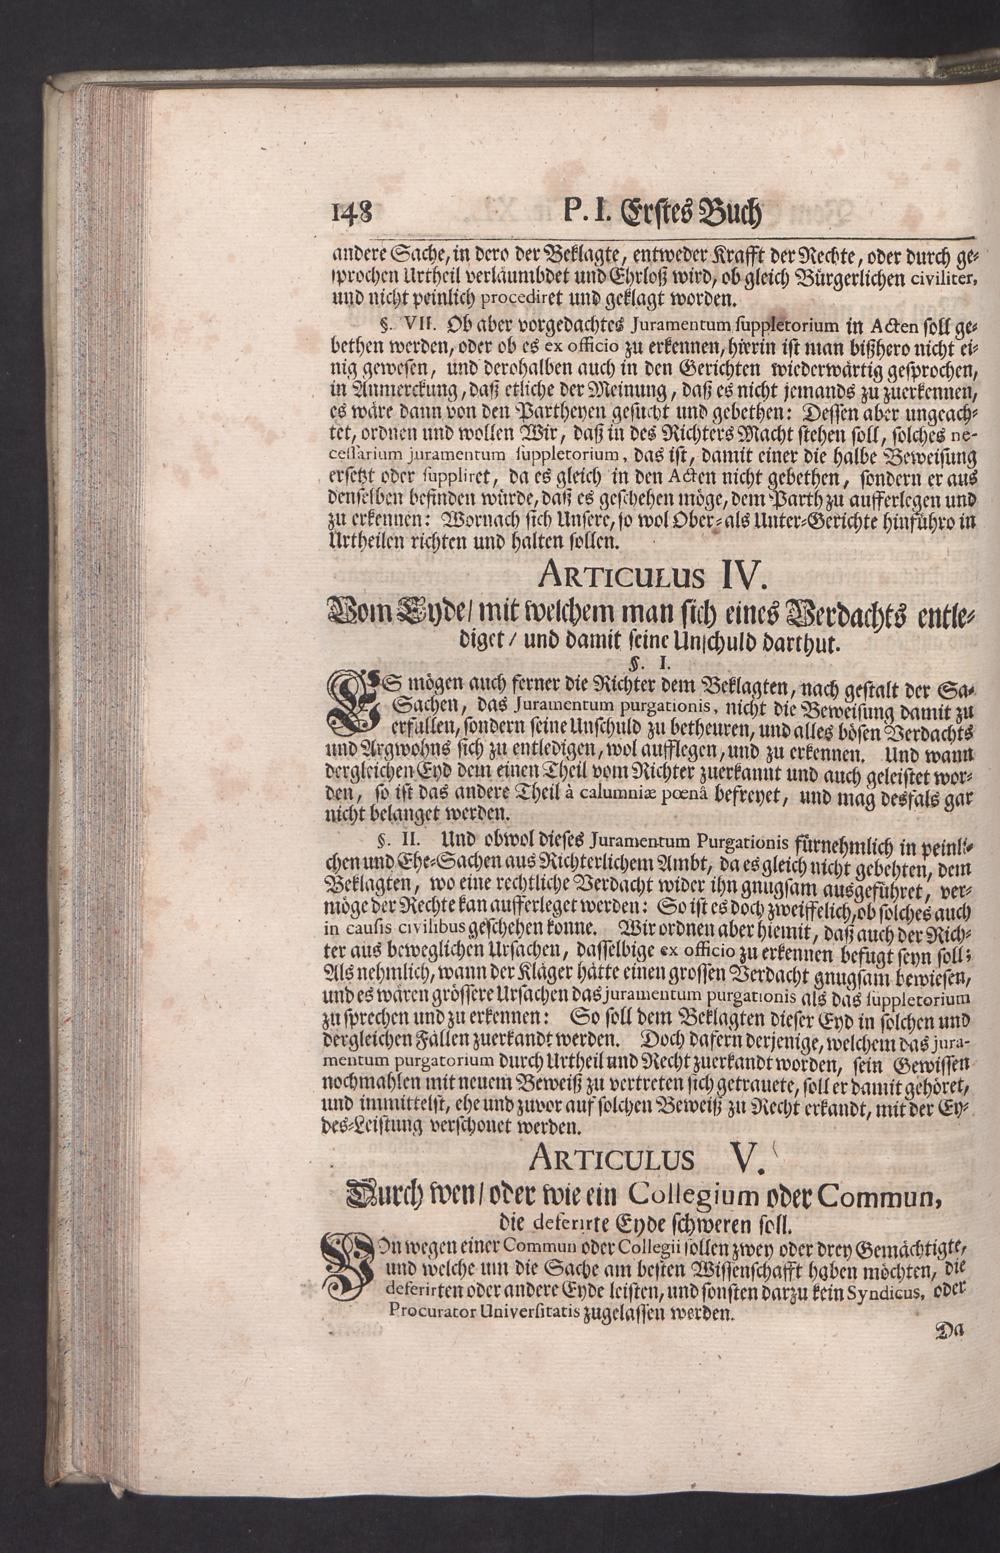 148 P. I. Erstes Buch
andere Sache, in dero der Beklagte, entweder Krafft der Rechte, oder durch ge-
sprochen Urtheil verläumbdet und Ehrloß wird, ob gleich Bürgerlichen civiliter,
und nicht peinlich procediret und geklagt worden.
§. VII. Ob aber vorgedachtes Juramentum suppletorium in Acten soll ge-
bethen werden, oder ob es ex officio zu erkennen, hierin ist man bißhero nicht ei-
nig gewesen, und derohalben auch in den Gerichten wiederwärtig gesprochen,
in Anmerckung, daß etliche der Meinung, daß es nicht jemands zu zuerkennen,
es wäre dann von den Partheyen gesucht und gebethen: Dessen aber ungeach-
tet, ordnen und wollen Wir, daß in des Richters Macht stehen soll, solches ne-
cessarium juramentum suppletorium, das ist, damit einer die halbe Beweisung
ersetzt oder suppliret, da es gleich in den Acten nicht gebethen, sondern er aus
denselben befinden würde, daß es geschehen möge, dem Parth zu aufferlegen und
zu erkennen: Wornach sich Unsere, so wol Ober- als Unter-Gerichte hinführo in
Urtheilen richten und halten sollen.
ARTICULUS IV.
Vom Eyde/ mit welchem man sich eines Verdachts entle-
diget/ und damit seine Unschuld darthut.
§. I.
ES mögen auch ferner die Richter dem Beklagten, nach gestalt der Sa-
Sachen, das Juramentum purgationis, nicht die Beweisung damit zu
erfüllen, sondern seine Unschuld zu betheuren, und alles bösen Verdachts
und Argwohns sich zu entledigen, wol aufflegen, und zu erkennen. Und wann
dergleichen Eyd dem einen Theil vom Richter zuerkannt und auch geleistet wor-
den, so ist das andere Theil à calumniæ pœnâ befreyet, und mag desfals gar
nicht belanget werden.
§. II. Und obwol dieses Juramentum Purgationis fürnehmlich in peinli-
chen und Ehe-Sachen aus Richterlichem Ambt, da es gleich nicht gebehten, dem
Beklagten, wo eine rechtliche Verdacht wider ihn gnugsam ausgeführet, ver-
möge der Rechte kan aufferleget werden: So ist es doch zweiffelich, ob solches auch
in causis civilibus geschehen konne. Wir ordnen aber hiemit, daß auch der Rich-
ter aus beweglichen Ursachen, dasselbige ex officio zu erkennen befugt seyn soll;
Als nehmlich, wann der Kläger hätte einen grossen Verdacht gnugsam bewiesen,
und es wären grössere Ursachen das juramentum purgationis als das suppletorium
zu sprechen und zu erkennen: So soll dem Beklagten dieser Eyd in solchen und
dergleichen Fällen zuerkandt werden. Doch dafern derjenige, welchem das jura-
mentum purgatorium durch Urtheil und Recht zuerkandt worden, sein Gewissen
nochmahlen mit neuem Beweiß zu vertreten sich getrauete, soll er damit gehöret,
und immittelst, ehe und zuvor auf solchen Beweiß zu Recht erkandt, mit der Ey-
des-Leistung verschonet werden.
ARTICULUS V.
Durch wen/ oder wie ein Collegium oder Commun,
die deferirte Eyde schweren soll.
VOn wegen einer Commun oder Collegii sollen zwey oder drey Gemächtigte,
und welche um die Sache am besten Wissenschafft haben möchten, die
deferirten oder andere Eyde leisten, und sonsten darzu kein Syndicus, oder
Procurator Universitatis zugelassen werden.
Da